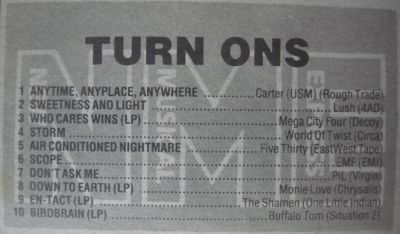 TURN ONS
1 ANYTIME, ANYPLACE, ANYWHERE ........ Carter (USM) (Rough Trade)
2 SWEETNESS AND LIGHT ........ Lush (4AD)
3 WHO CARES WINS (LP) ........ Mega City Four (Decoy)
4 STORM ........ World Of Twist (Circa)
5 AIR CONDITIONED NIGHTMARE ........ Five Thirty (EastWest Tape)
6 SCOPE ........ EMF (EMI)
7 DON'T ASK ME ........ PiL (Virgin)
8 DOWN TO EARTH (LP) ........ Monie Love (Chrysalis)
9 EN-TACT (LP) ........ The Shamen (One Little Indian)
10 BIRDBRAIN (LP) ........ Buffalo Tom (Situation 2)